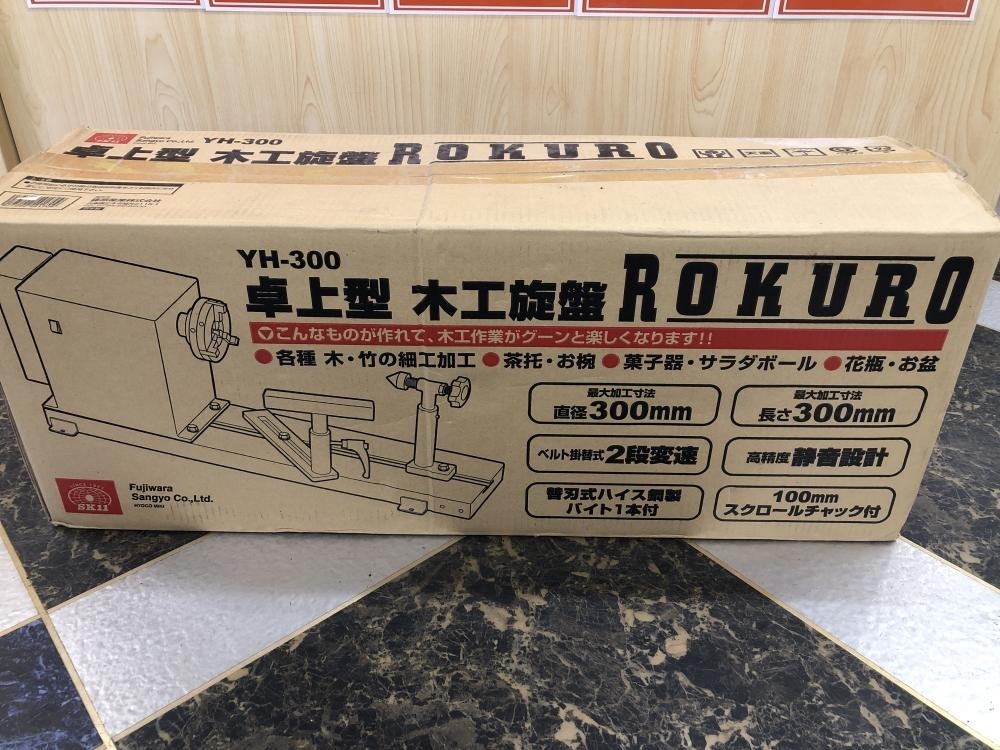 Fujiwara
Sangyo Co.,Ltd.
YH-300
卓上型 木工旋盤 ROKURO
YH-300
卓上型 木工旋盤 ROKURO
こんなものが作れて、木工作業がグーンと楽しくなります!!
●各種 木・竹の細工加工 ●茶托・お椀 ●菓子器・サラダボール ●花瓶・お盆
最大加工寸法
直径300mm
最大加工寸法
長さ300mm
ベルト掛替式2段変速
高精度 静音設計
替刃式ハイス鋼製
バイト1本付
100mm
スクロールチャック付
SK11
Fujiwara
Sangyo Co.,Ltd.
HYOGO MIKI